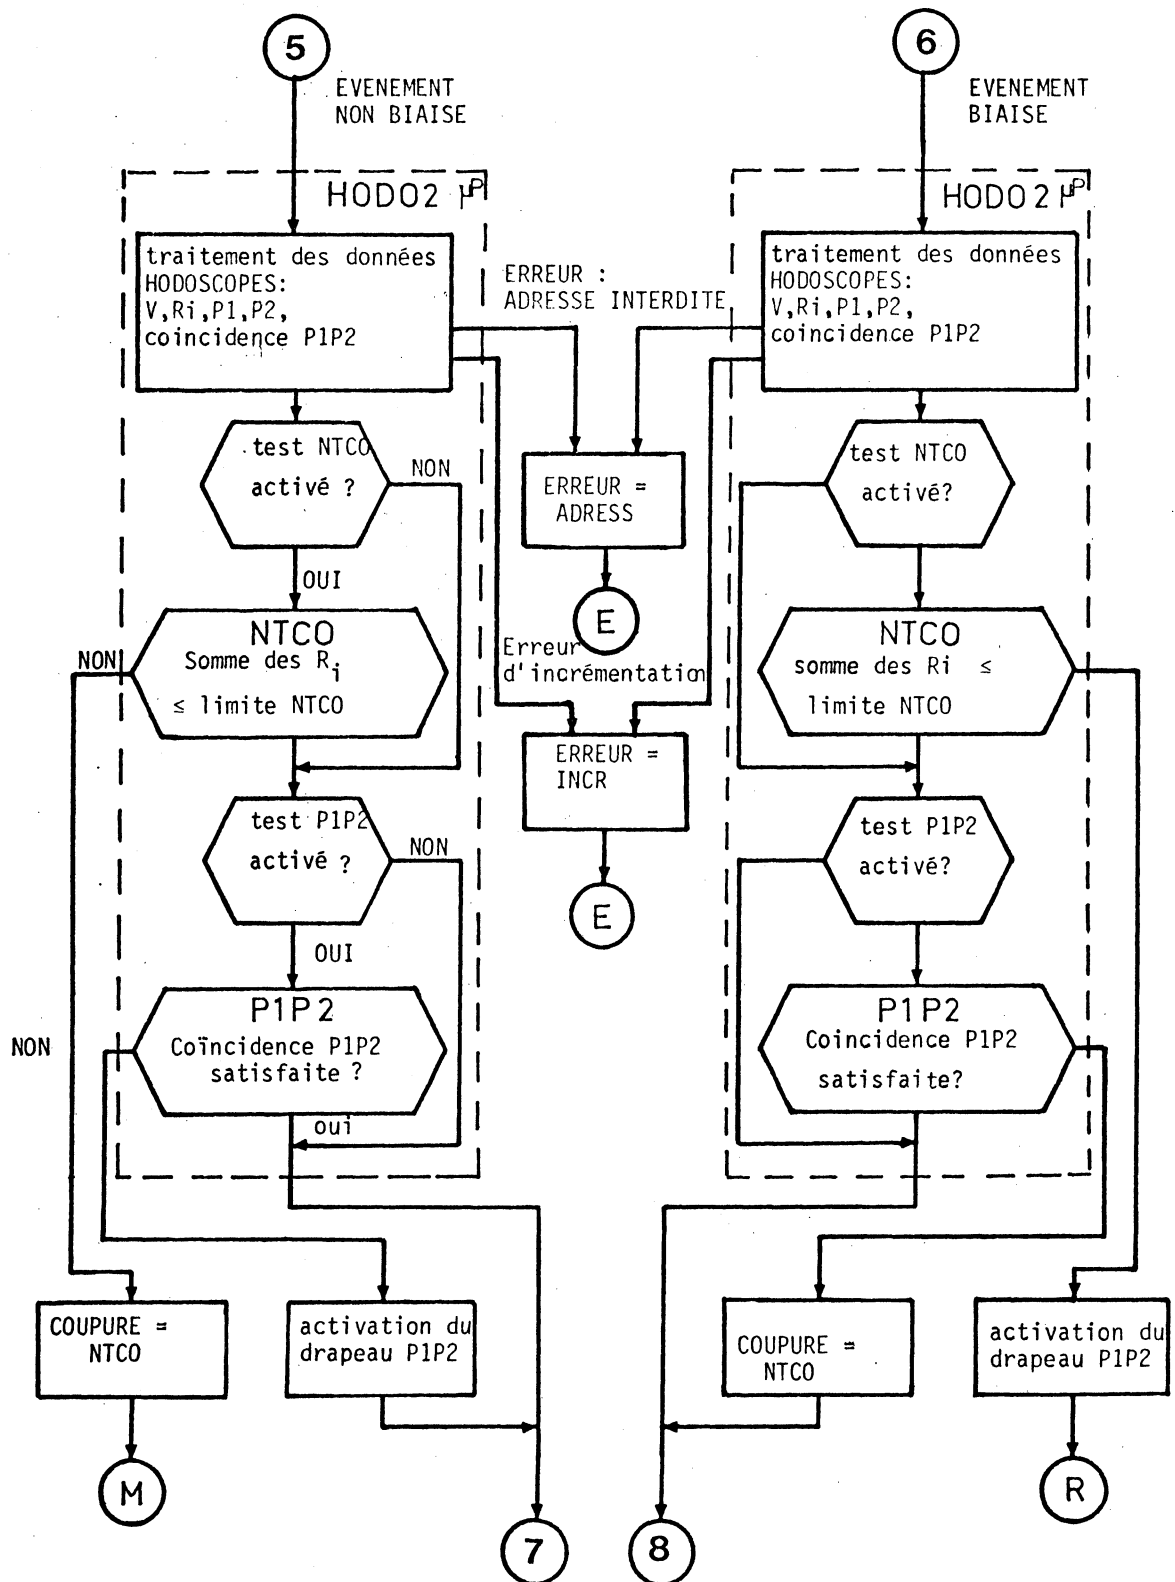 5
EVENEMENT
NON BIAISE
HODO2 µP
traitement des données
HODOSCOPES:
V,Ri,P1,P2,
coincidence P1P2
test NTCO
activé ?
NON
OUI
NTCO
Somme des Ri
≤ limite NTCO
NON
test P1P2
activé ?
NON
OUI
P1P2
Coïncidence P1P2
satisfaite ?
NON
oui
COUPURE =
NTCO
M
activation du
drapeau P1P2
7
ERREUR :
ADRESSE INTERDITE
ERREUR =
ADRESS
E
Erreur
d'incrémentation
ERREUR =
INCR
E
6
EVENEMENT
BIAISE
HODO2 µP
traitement des données
HODOSCOPES:
V,Ri,P1,P2,
coincidence P1P2
test NTCO
activé?
NTCO
somme des Ri ≤
limite NTCO
test P1P2
activé?
P1P2
Coincidence P1P2
satisfaite?
COUPURE =
NTCO
8
activation du
drapeau P1P2
R